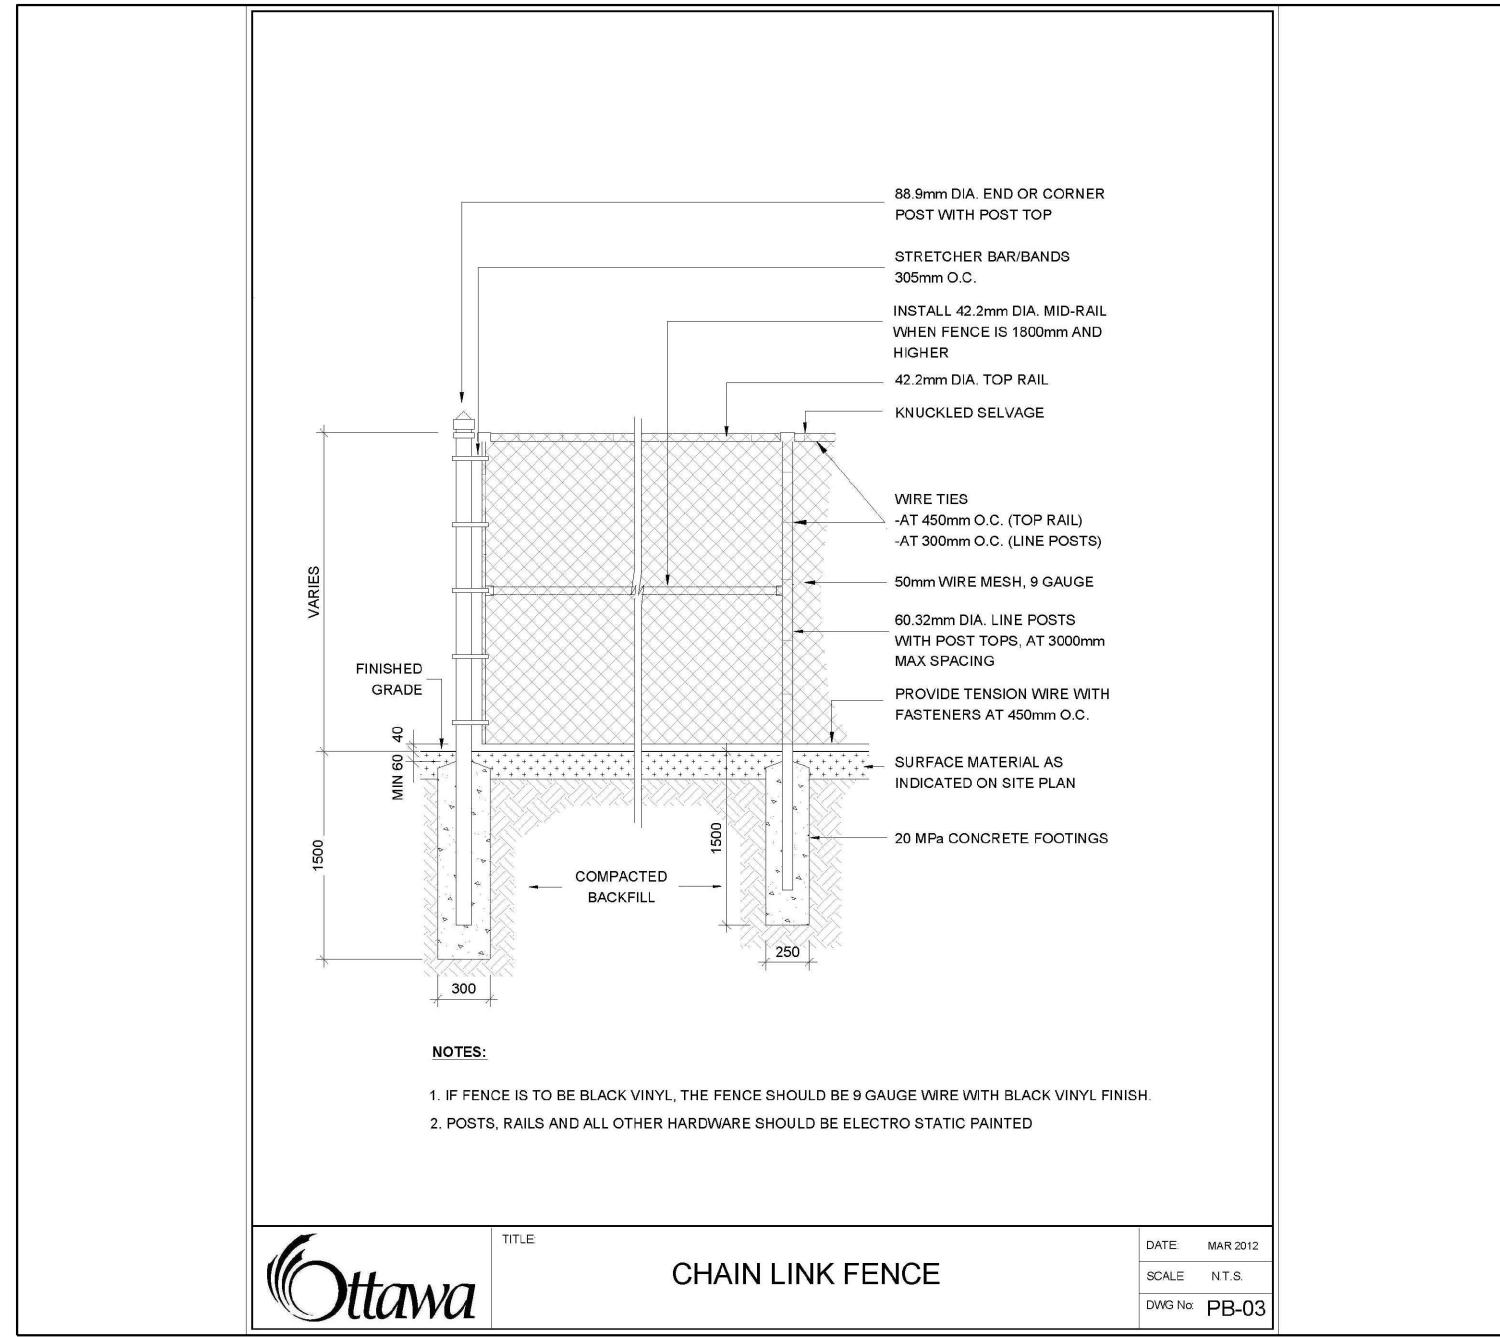 88.9mm DIA. END OR CORNER
POST WITH POST TOP
STRETCHER BAR/BANDS
305mm O.C.
INSTALL 42.2mm DIA. MID-RAIL
WHEN FENCE IS 1800mm AND
HIGHER
42.2mm DIA. TOP RAIL
KNUCKLED SELVAGE
WIRE TIES
-AT 450mm O.C. (TOP RAIL)
-AT 300mm O.C. (LINE POSTS)
50mm WIRE MESH, 9 GAUGE
60.32mm DIA. LINE POSTS
WITH POST TOPS, AT 3000mm
MAX SPACING
PROVIDE TENSION WIRE WITH
FASTENERS AT 450mm O.C.
SURFACE MATERIAL AS
INDICATED ON SITE PLAN
20 MPa CONCRETE FOOTINGS
VARIES
FINISHED
GRADE
40
MIN 60
1500
1500
COMPACTED
BACKFILL
250
300
NOTES:
1. IF FENCE IS TO BE BLACK VINYL, THE FENCE SHOULD BE 9 GAUGE WIRE WITH BLACK VINYL FINISH.
2. POSTS, RAILS AND ALL OTHER HARDWARE SHOULD BE ELECTRO STATIC PAINTED
Ottawa
TITLE:
CHAIN LINK FENCE
DATE: MAR 2012
SCALE N.T.S.
DWG No: PB-03